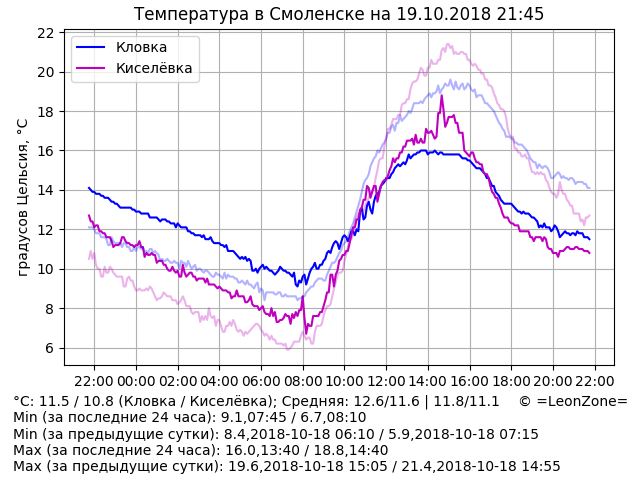 Температура в Смоленске на 19.10.2018 21:45
22
20
18
16
14
12
10
8
6
градусов Цельсия, °C
Кловка
Киселёвка
22:00 00:00 02:00 04:00 06:00 08:00 10:00 12:00 14:00 16:00 18:00 20:00 22:00
°C: 11.5 / 10.8 (Кловка / Киселёвка); Средняя: 12.6/11.6 | 11.8/11.1 © =LeonZone=
Min (за последние 24 часа): 9.1,07:45 / 6.7,08:10
Min (за предыдущие сутки): 8.4,2018-10-18 06:10 / 5.9,2018-10-18 07:15
Max (за последние 24 часа): 16.0,13:40 / 18.8,14:40
Max (за предыдущие сутки): 19.6,2018-10-18 15:05 / 21.4,2018-10-18 14:55